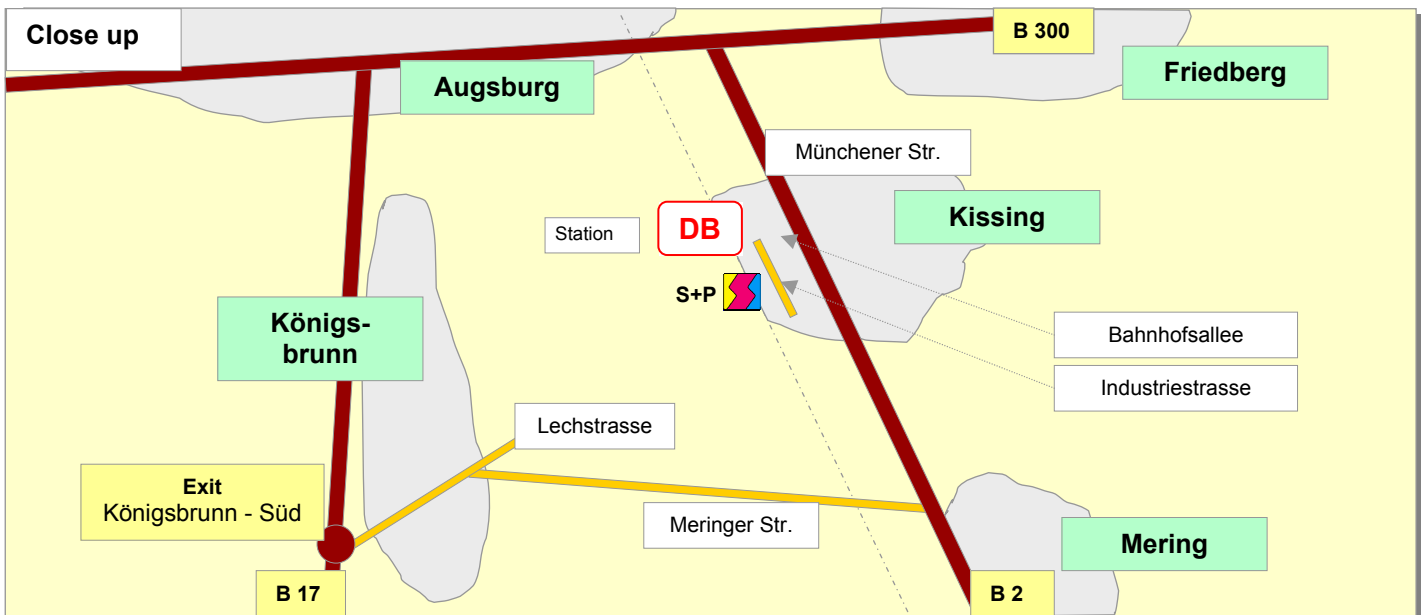 Close up
B 300
Augsburg
Friedberg
Münchener Str.
Kissing
Station
DB
S+P
Königs-
brunn
Bahnhofsallee
Industriestrasse
Lechstrasse
Exit
Königsbrunn - Süd
Meringer Str.
Mering
B 17
B 2